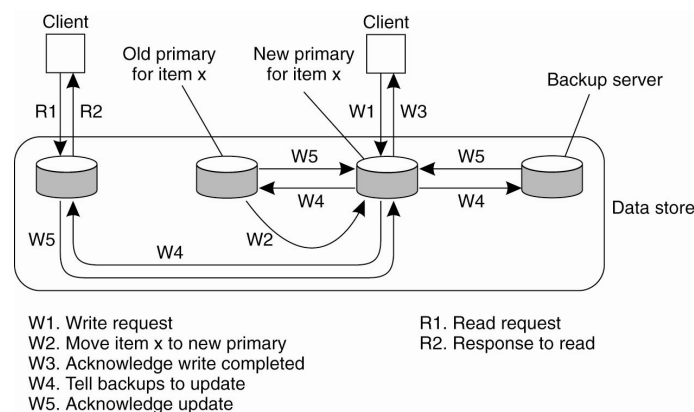 Client
Client
Old primary
for item x
New primary
for item x
Backup server
R1
R2
W1
W3
W5
W5
W4
W4
W5
W4
W2
Data store
W1. Write request
W2. Move item x to new primary
W3. Acknowledge write completed
W4. Tell backups to update
W5. Acknowledge update
R1. Read request
R2. Response to read